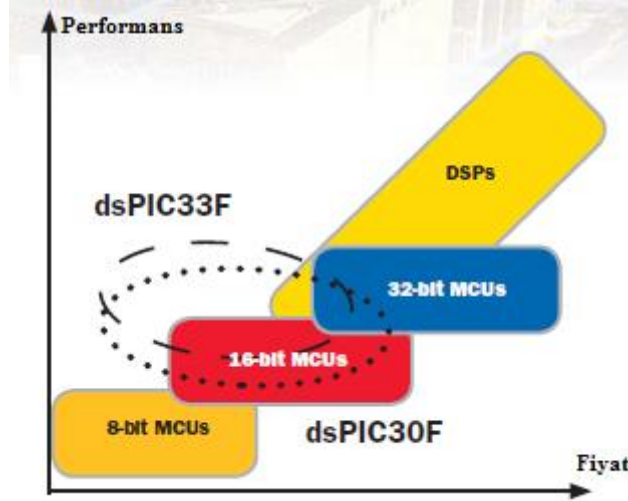 Performans
DSPs
dsPIC33F
32-bit MCUs
16-bit MCUs
8-bit MCUs
dsPIC30F
Fiyat